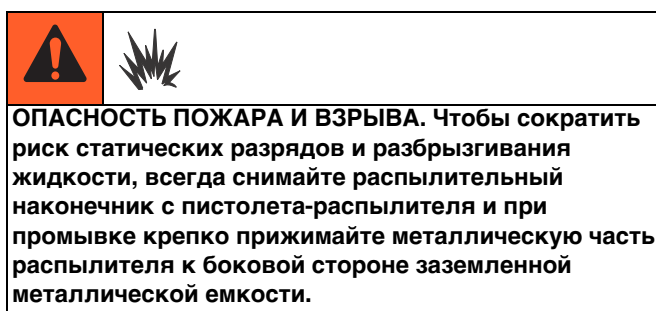 ОПАСНОСТЬ ПОЖАРА И ВЗРЫВА. Чтобы сократить
риск статических разрядов и разбрызгивания
жидкости, всегда снимайте распылительный
наконечник с пистолета-распылителя и при
промывке крепко прижимайте металлическую часть
распылителя к боковой стороне заземленной
металлической емкости.